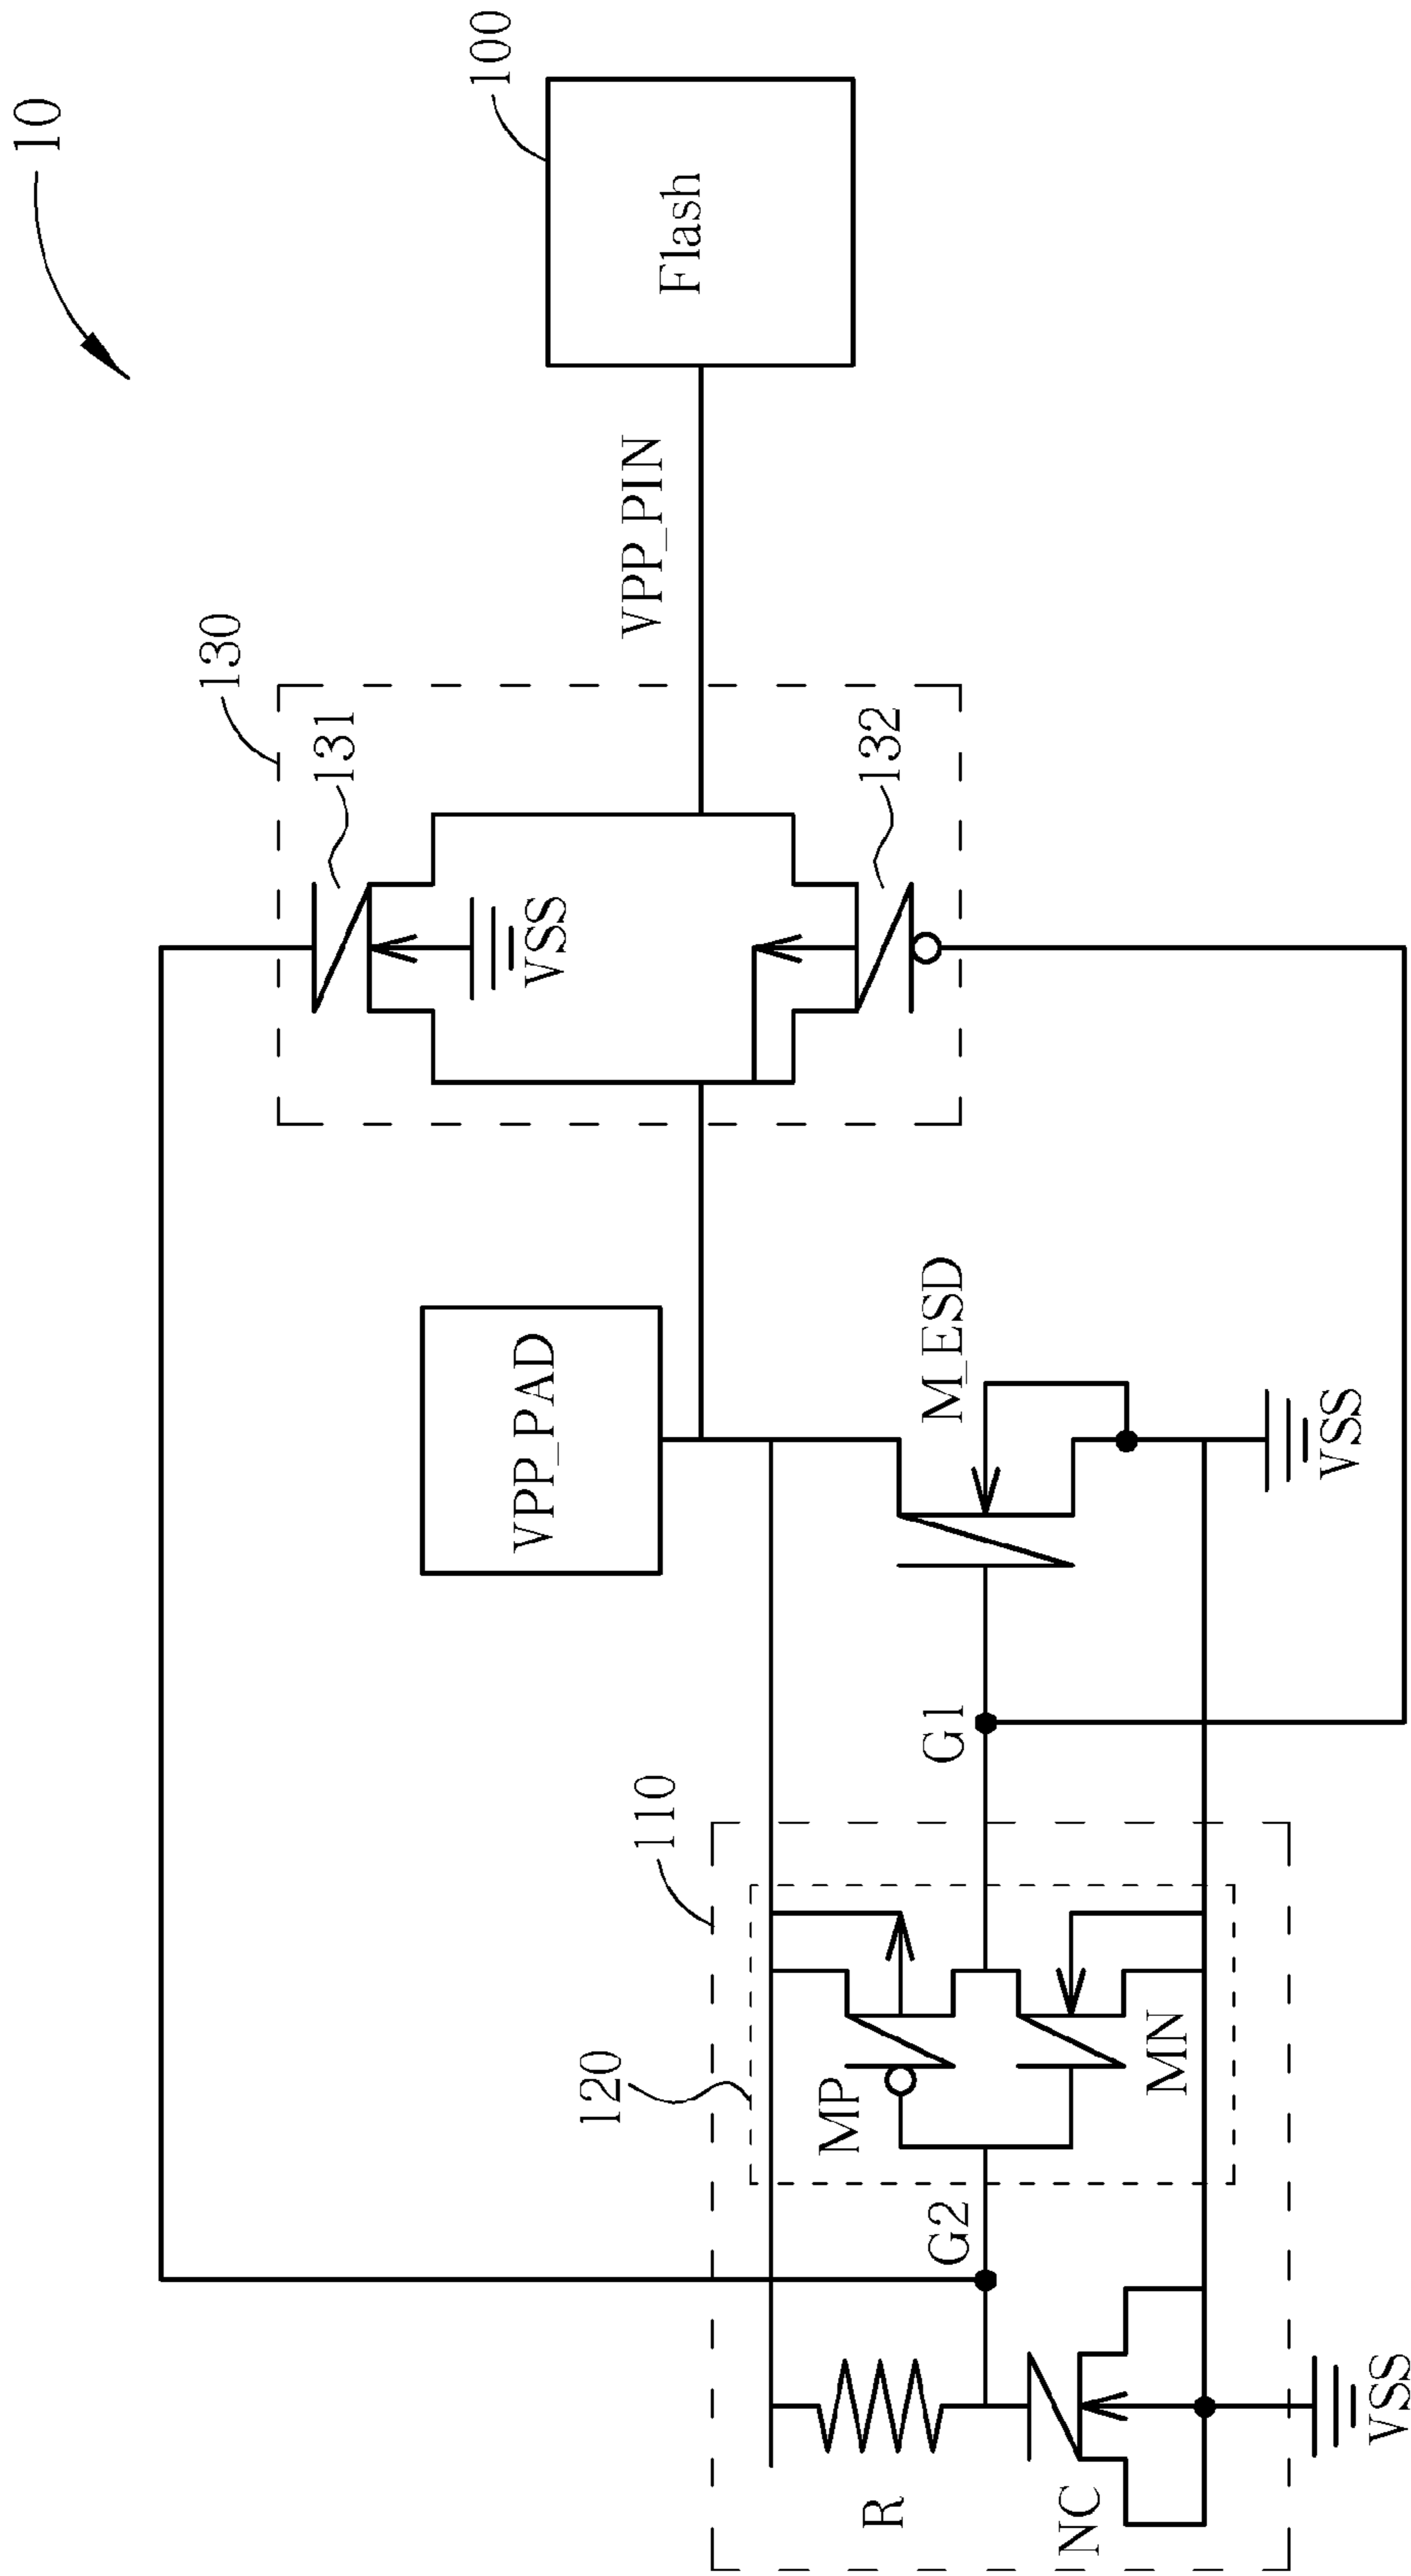 10
100
Flash
VPP_PIN
130
131
VSS
132
VPP_PAD
M_ESD
VSS
G1
110
120
MP
MN
G2
R
NC
VSS